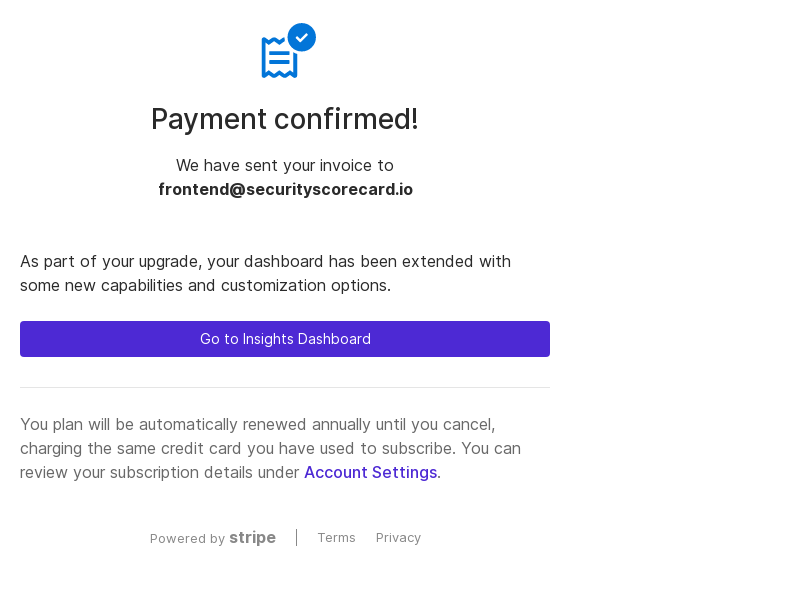 Payment confirmed!
We have sent your invoice to
frontend@securityscorecard.io
As part of your upgrade, your dashboard has been extended with
some new capabilities and customization options.
Go to Insights Dashboard
You plan will be automatically renewed annually until you cancel,
charging the same credit card you have used to subscribe. You can
review your subscription details under Account Settings.
Powered by stripe | Terms Privacy